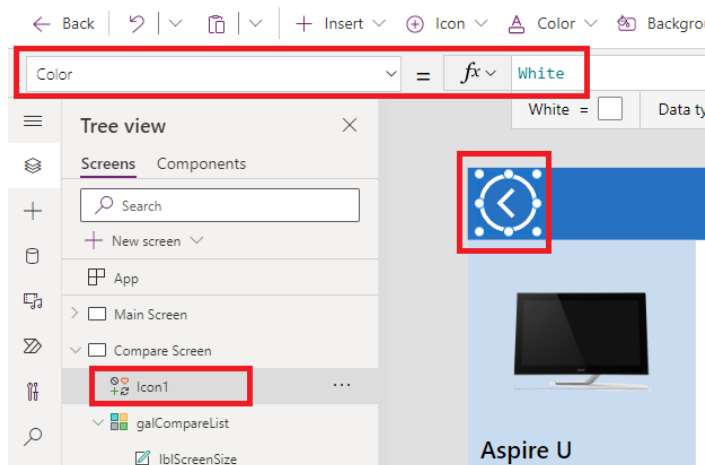 Back
Insert
Icon
Color
Backgrou
Color = fx White
White =
Data ty
Tree view
Screens Components
Search
New screen
App
Main Screen
Compare Screen
Icon1 ...
galCompareList
lblScreenSize
Aspire U